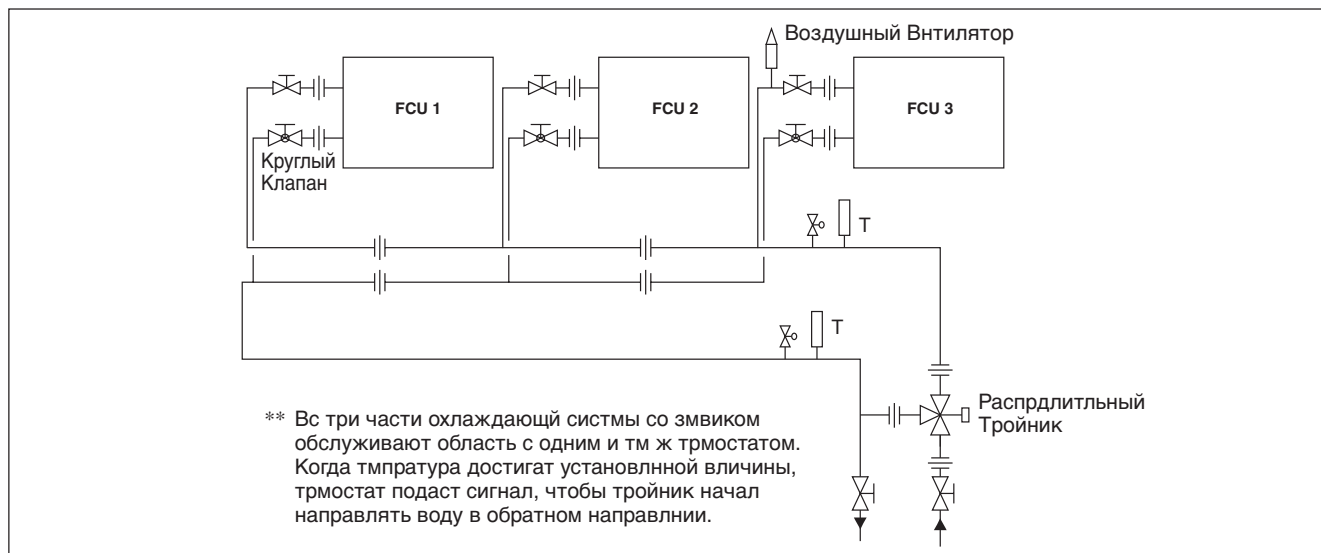 Воздушный Внтилятор
FCU 1
FCU 2
FCU 3
Круглый
Клапан
T
T
Распрдлитльный
Тройник
** Вс три части охлаждающй систмы со змвиком
обслуживают область с одним и тм ж трмостатом.
Когда тмпратура достигат установлнной вличины,
трмостат подаст сигнал, чтобы тройник начал
направлять воду в обратном направлнии.